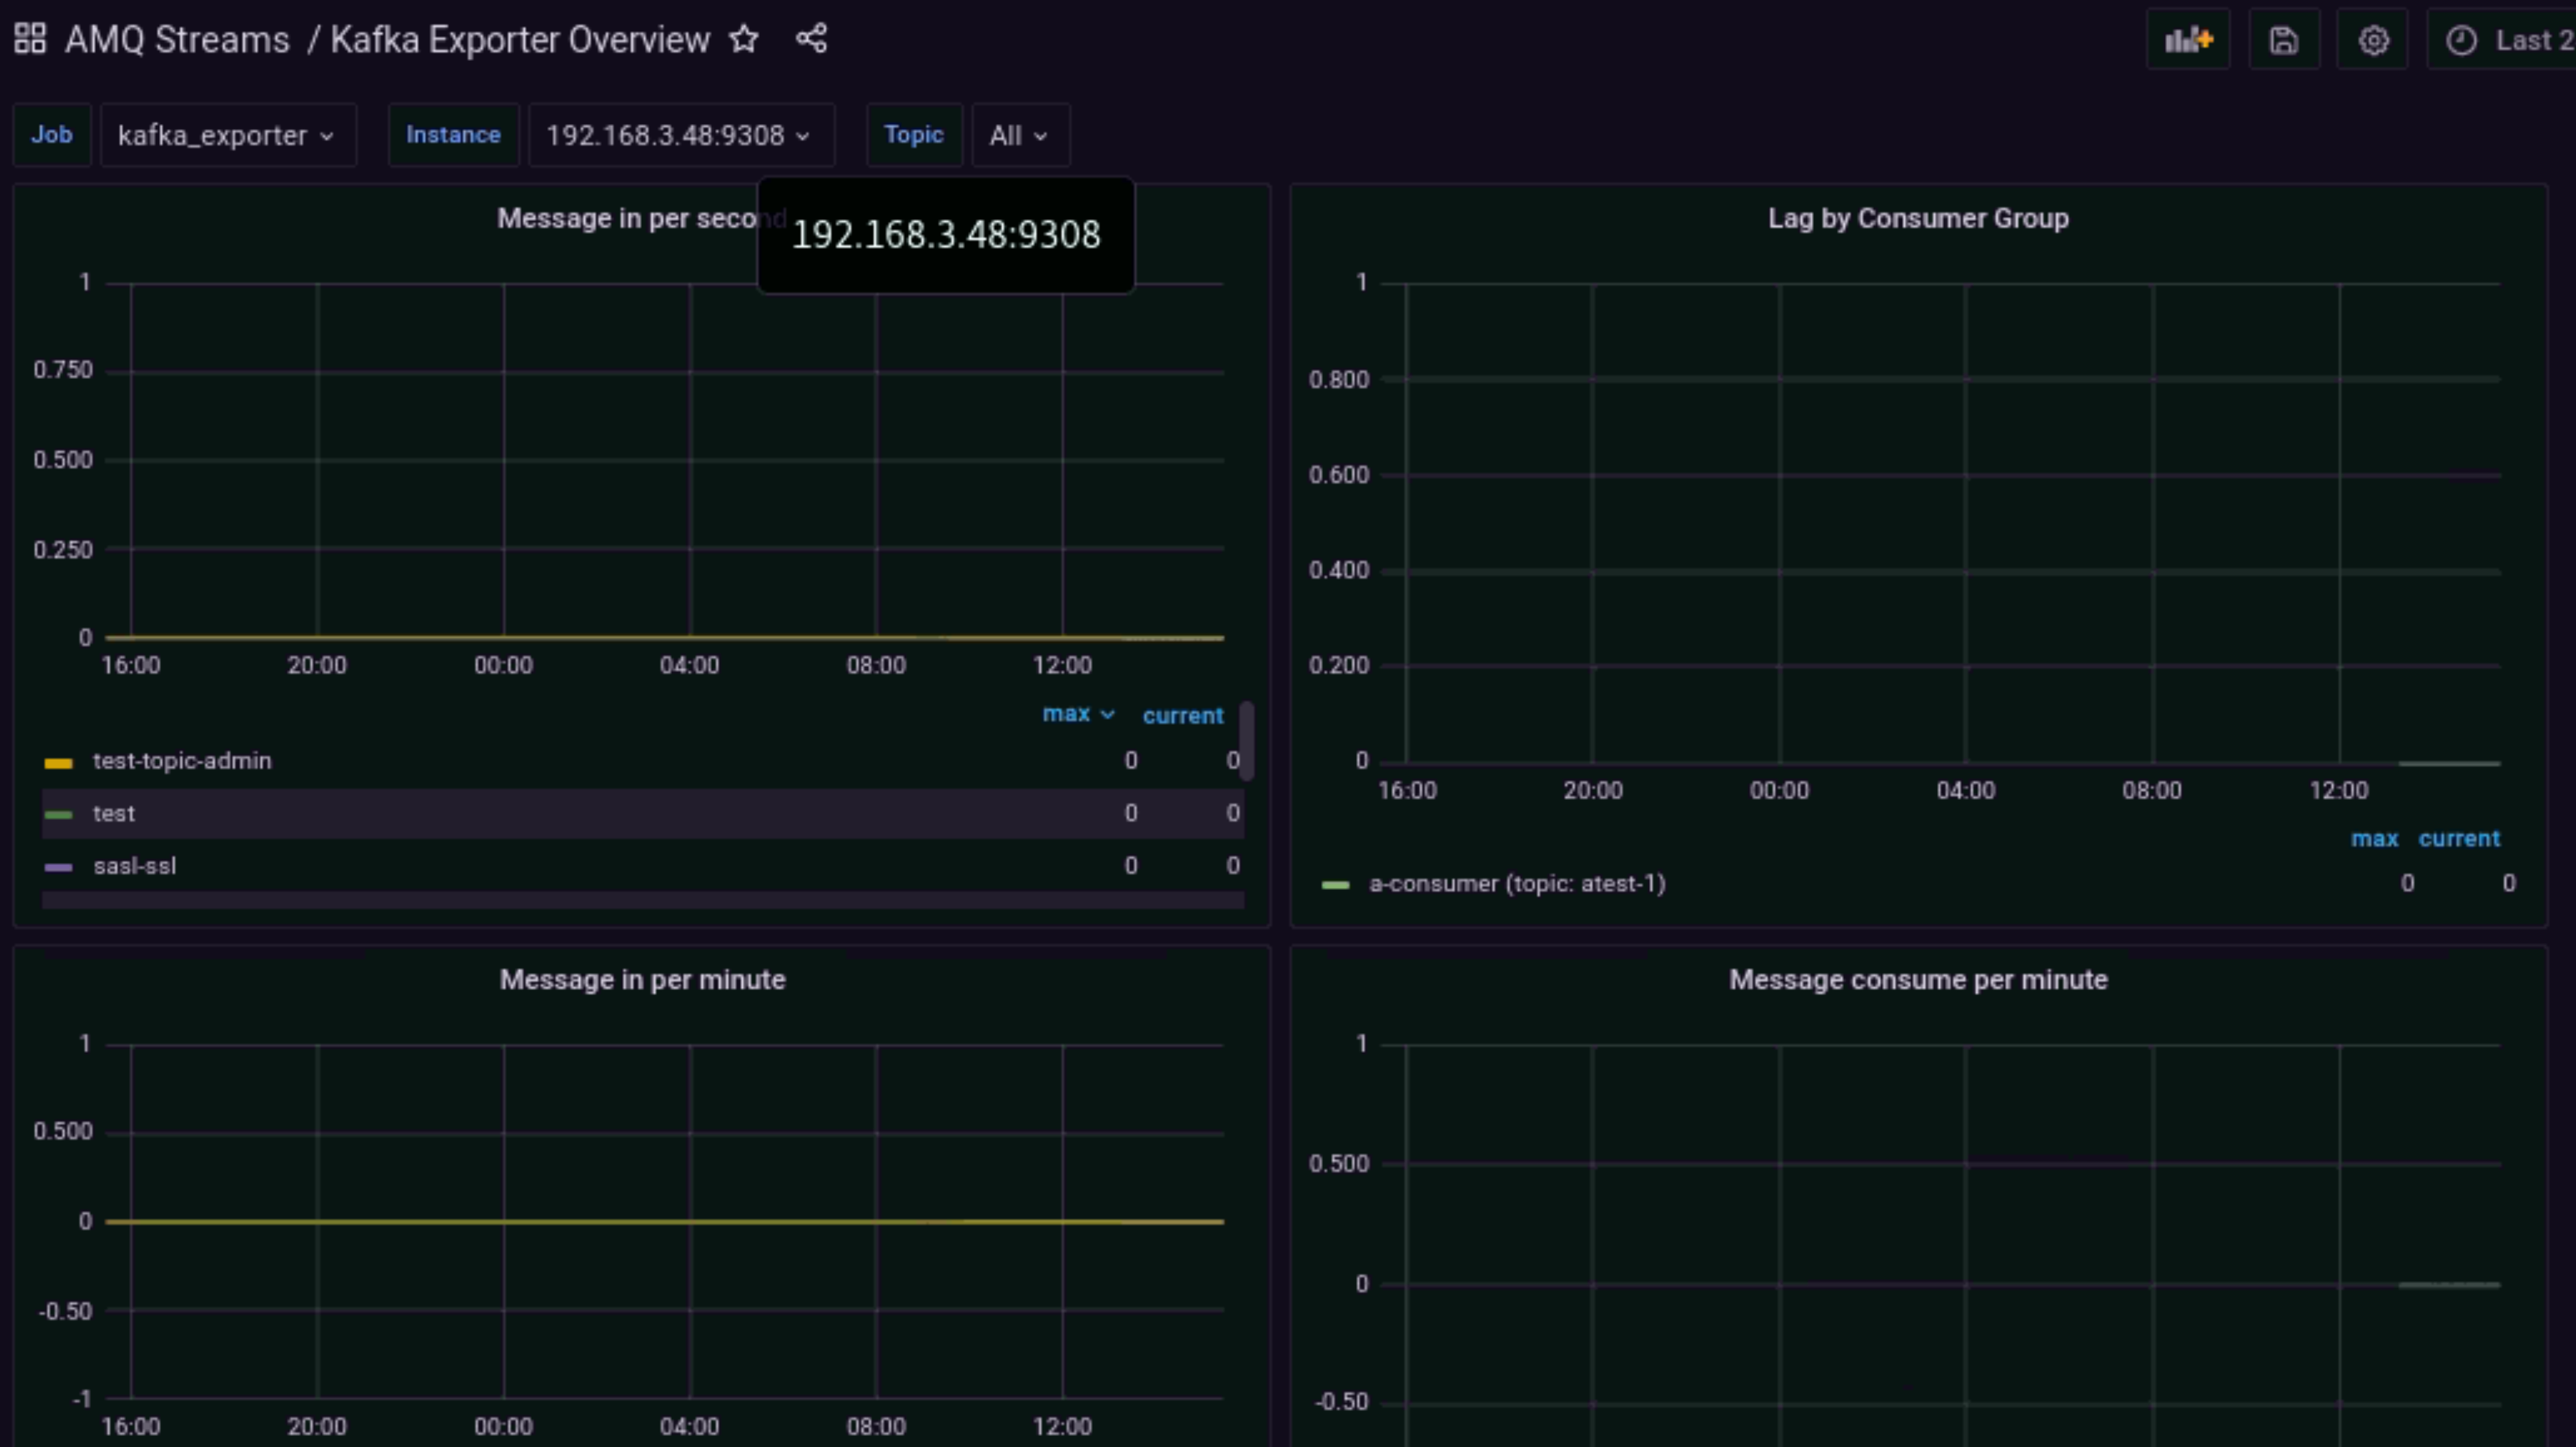 AMQ Streams / Kafka Exporter Overview
Last 2
Job kafka_exporter Instance 192.168.3.48:9308 Topic All
Message in per second
192.168.3.48:9308
1
0.750
0.500
0.250
0
16:00 20:00 00:00 04:00 08:00 12:00
max current
test-topic-admin 0 0
test 0 0
sasl-ssl 0 0
Lag by Consumer Group
1
0.800
0.600
0.400
0.200
0
16:00 20:00 00:00 04:00 08:00 12:00
max current
a-consumer (topic: atest-1) 0 0
Message in per minute
1
0.500
0
-0.50
-1
16:00 20:00 00:00 04:00 08:00 12:00
Message consume per minute
1
0.500
0
-0.50